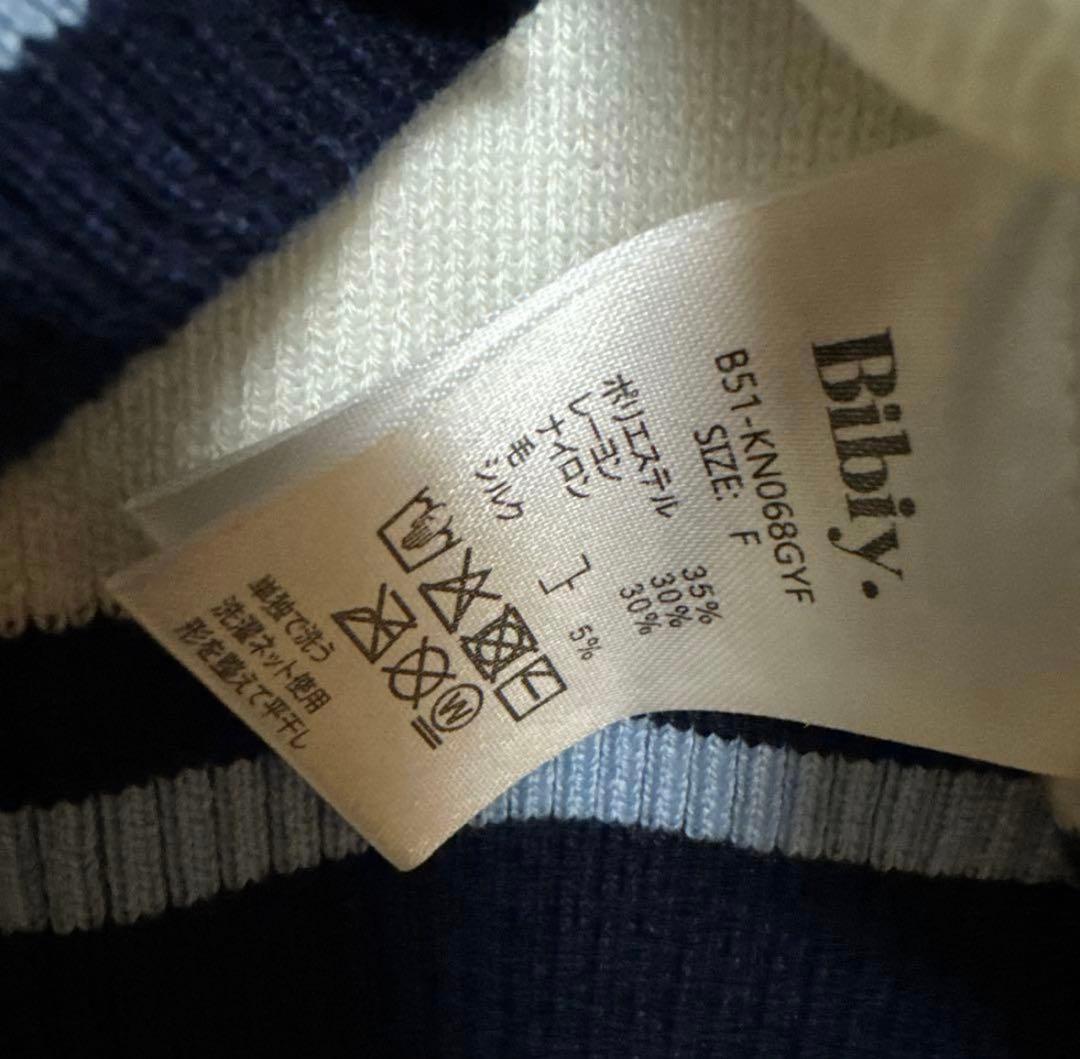 Bibiy.
B51-KN068GYF
SIZE: F
ポリエステル 35%
レーヨン 30%
ナイロン 30%
毛
シルク ] 5%
W
単独で洗う
洗濯ネット使用
形を整えて平干し